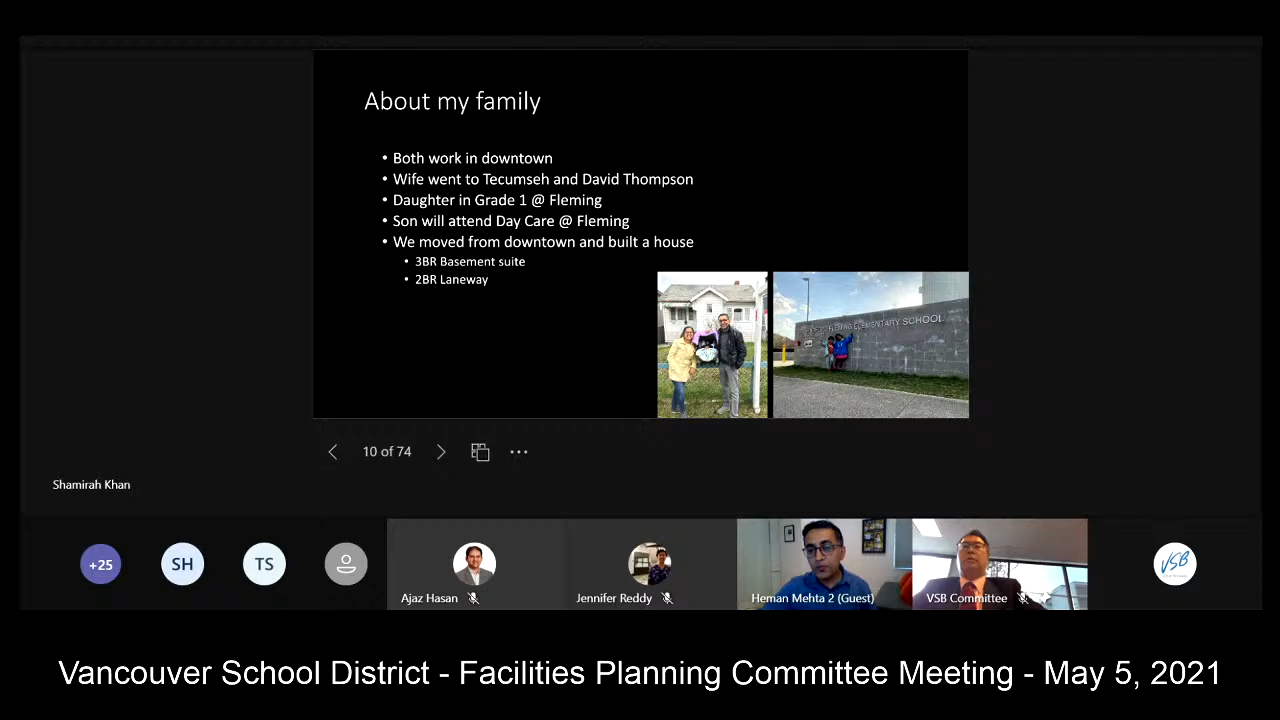 About my family
• Both work in downtown
• Wife went to Tecumseh and David Thompson
• Daughter in Grade 1 @ Fleming
• Son will attend Day Care @ Fleming
• We moved from downtown and built a house
• 3BR Basement suite
• 2BR Laneway
FLEMING ELEMENTARY SCHOOL
10 of 74
Shamirah Khan
+25
SH
TS
Ajaz Hasan
Jennifer Reddy
Heman Mehta 2 (Guest)
VSB Committee
VSB
Vancouver School District - Facilities Planning Committee Meeting - May 5, 2021